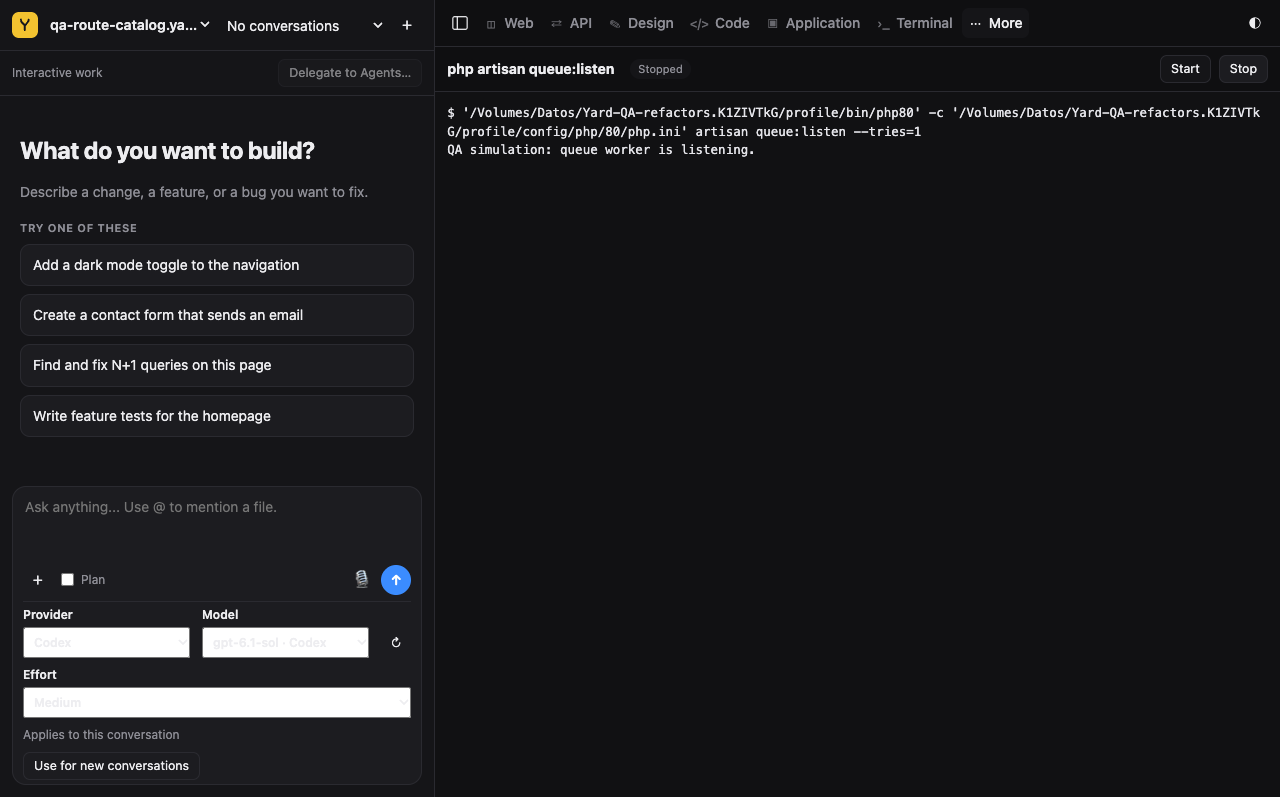 Y qa-route-catalog.ya... No conversations +
Interactive work Delegate to Agents...
What do you want to build?
Describe a change, a feature, or a bug you want to fix.
TRY ONE OF THESE
Add a dark mode toggle to the navigation
Create a contact form that sends an email
Find and fix N+1 queries on this page
Write feature tests for the homepage
Ask anything... Use @ to mention a file.
+ Plan
Provider Model
Codex gpt-6.1-sol · Codex
Effort
Medium
Applies to this conversation
Use for new conversations
Web API Design </> Code Application >_ Terminal ... More
php artisan queue:listen Stopped Start Stop
$ '/Volumes/Datos/Yard-QA-refactors.K1ZIVTkG/profile/bin/php80' -c '/Volumes/Datos/Yard-QA-refactors.K1ZIVTk
G/profile/config/php/80/php.ini' artisan queue:listen --tries=1
QA simulation: queue worker is listening.